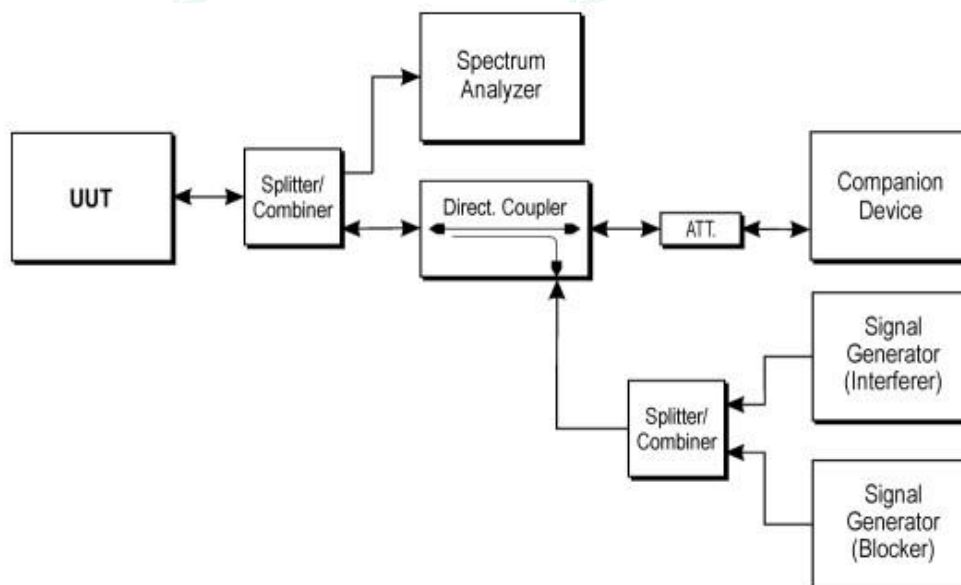 Spectrum
Analyzer
UUT
Splitter/
Combiner
Direct. Coupler
ATT.
Companion
Device
Signal
Generator
(Interferer)
Splitter/
Combiner
Signal
Generator
(Blocker)